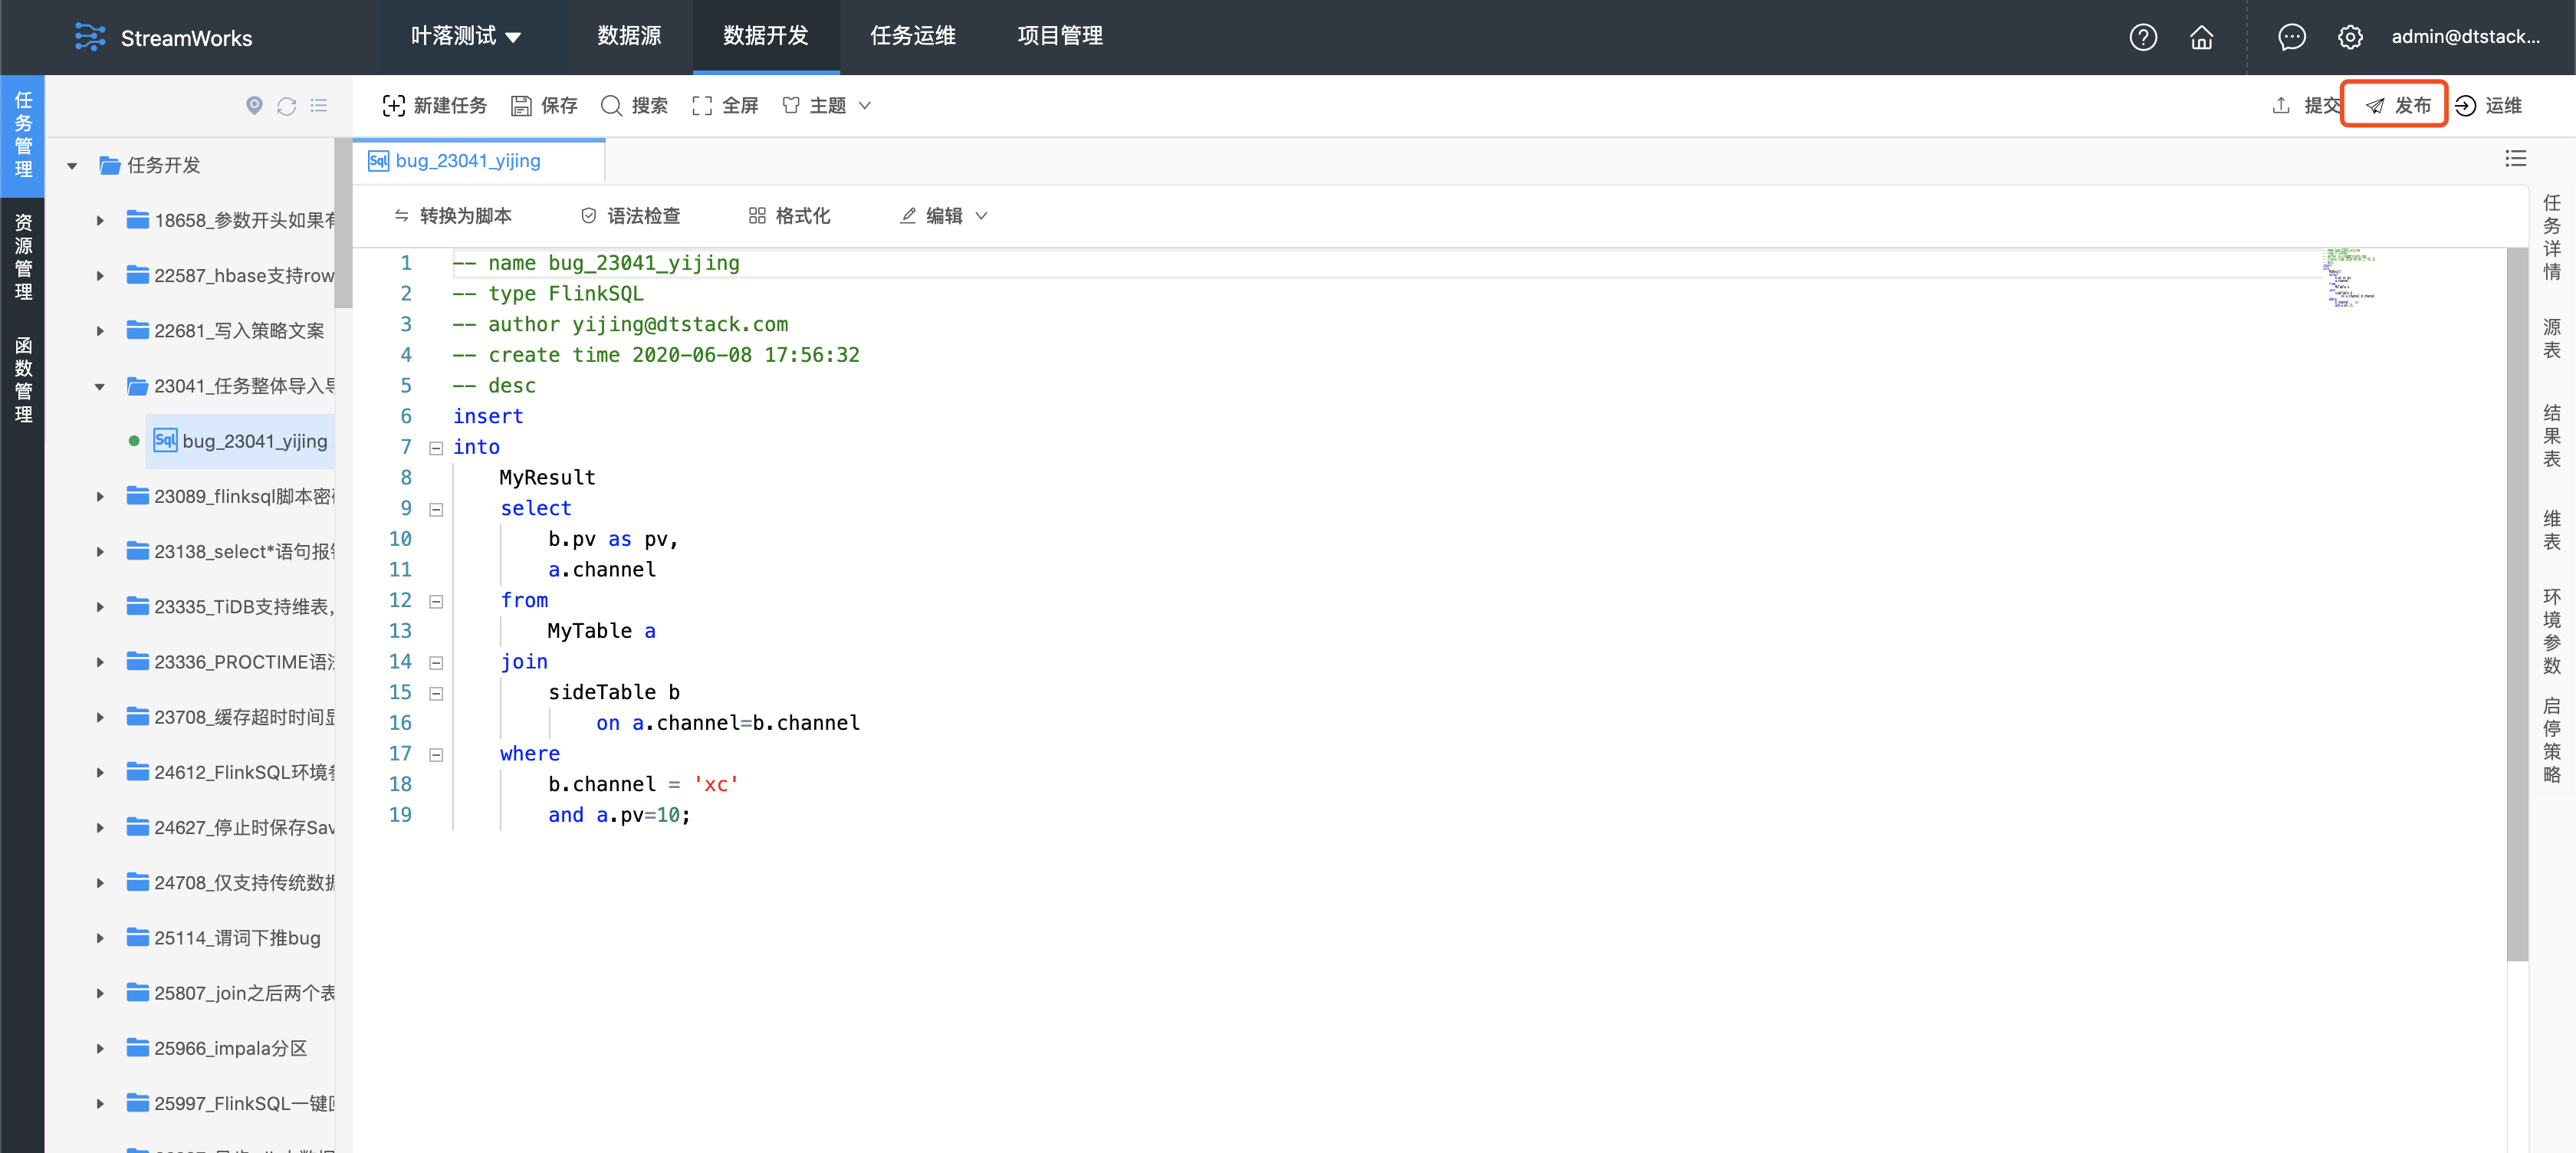 StreamWorks
叶落测试
数据源
数据开发
任务运维
项目管理
admin@dtstack...
任务管理
资源管理
函数管理
新建任务
保存
搜索
全屏
主题
提交
发布
运维
任务开发
18658_参数开头如果有
22587_hbase支持row
22681_写入策略文案
23041_任务整体导入导
Sql bug_23041_yijing
23089_flinksql脚本密码
23138_select*语句报错
23335_TiDB支持维表,
23336_PROCTIME语法
23708_缓存超时时间显
24612_FlinkSQL环境参
24627_停止时保存Sav
24708_仅支持传统数据
25114_谓词下推bug
25807_join之后两个表
25966_impala分区
25997_FlinkSQL一键回
Sql bug_23041_yijing
转换为脚本
语法检查
格式化
编辑
1 -- name bug_23041_yijing
2 -- type FlinkSQL
3 -- author yijing@dtstack.com
4 -- create time 2020-06-08 17:56:32
5 -- desc
6 insert
7 into
8 MyResult
9 select
10 b.pv as pv,
11 a.channel
12 from
13 MyTable a
14 join
15 sideTable b
16 on a.channel=b.channel
17 where
18 b.channel = 'xc'
19 and a.pv=10;
任务详情
源表
结果表
维表
环境参数
启停策略